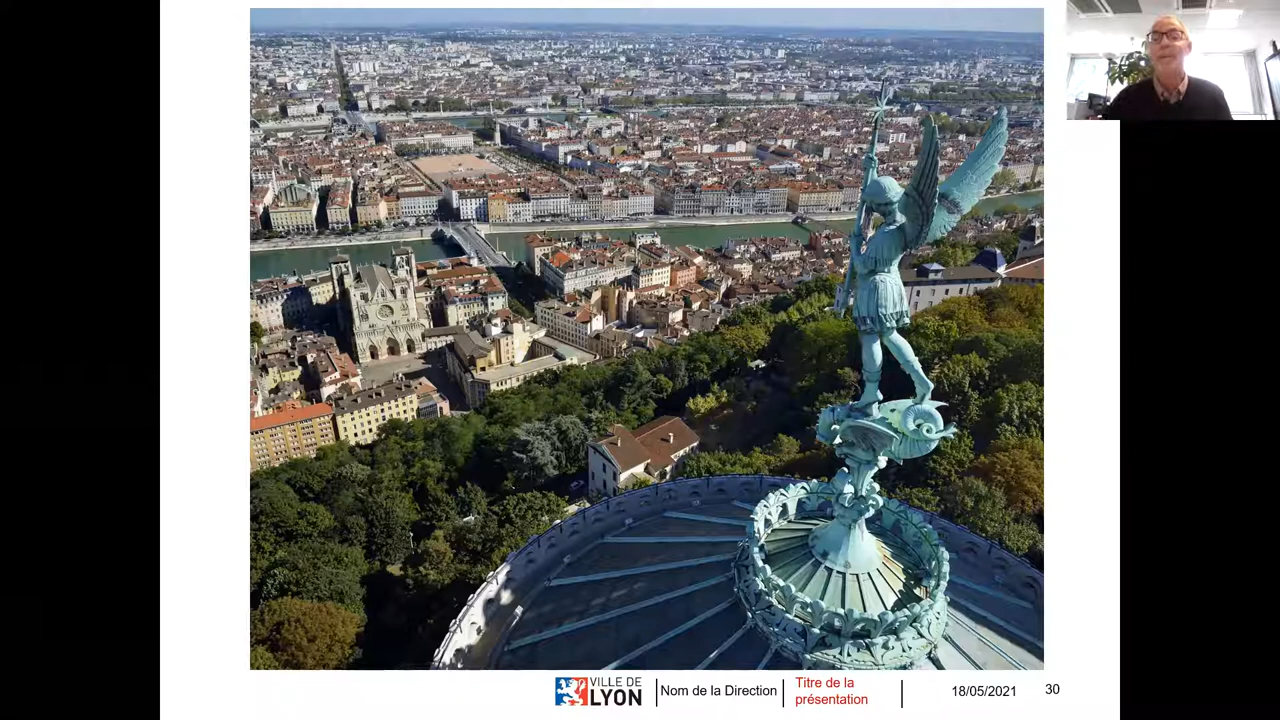 VILLE DE
LYON
Nom de la Direction
Titre de la
présentation
18/05/2021
30